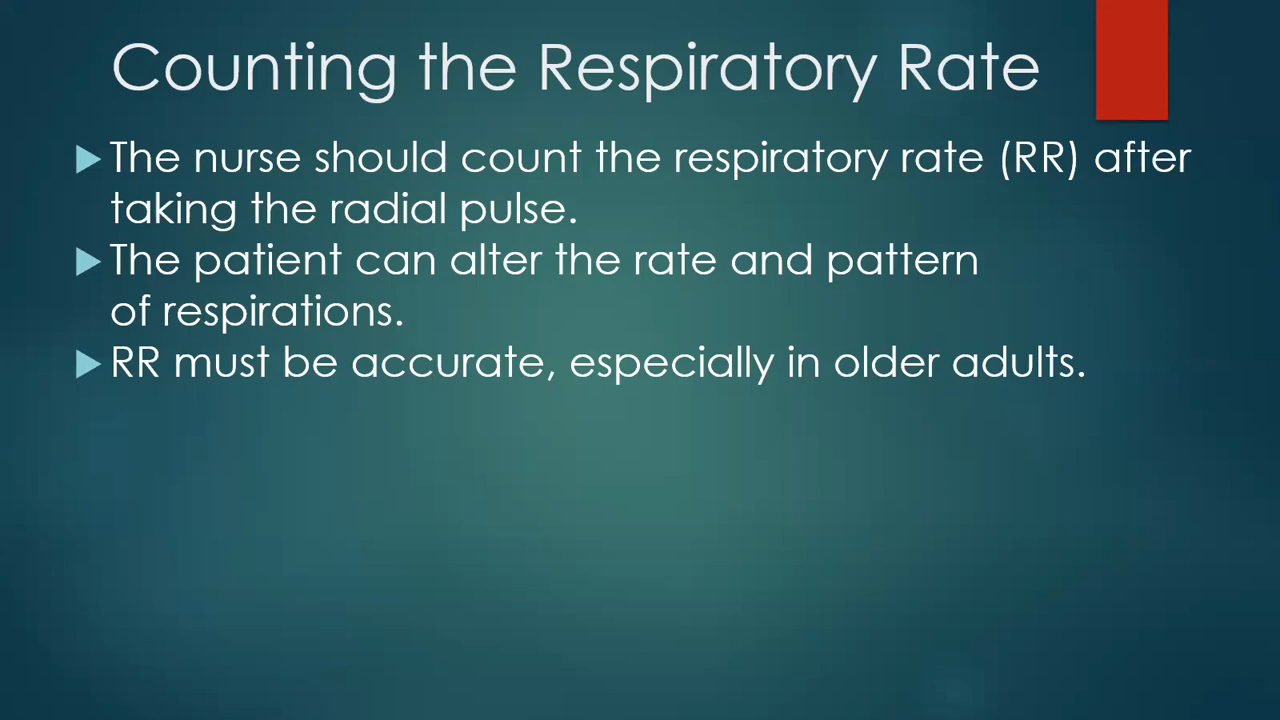 Counting the Respiratory Rate
The nurse should count the respiratory rate (RR) after
taking the radial pulse.
The patient can alter the rate and pattern
of respirations.
RR must be accurate, especially in older adults.